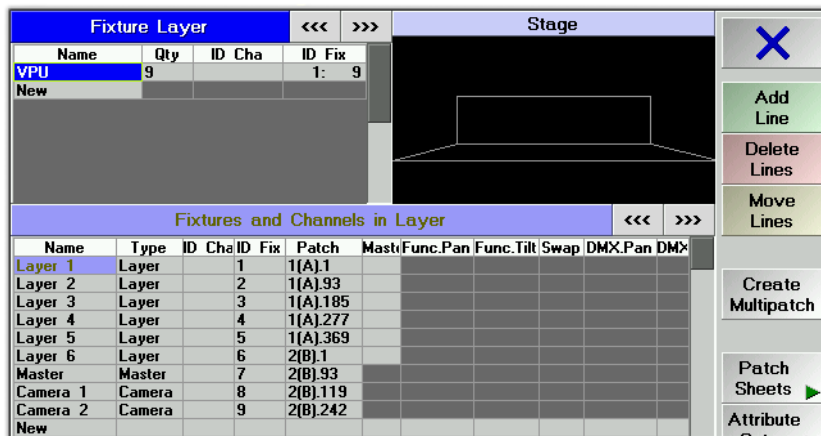 Fixture Layer <<< >>> Stage
Name Qty ID Cha ID Fix
VPU 9 1: 9
New
Add
Line
Delete
Lines
Move
Lines
Fixtures and Channels in Layer <<< >>>
Name Type ID Cha ID Fix Patch Maste Func.Pan Func.Tilt Swap DMX.Pan DMX
Layer 1 Layer 1 1(A).1
Layer 2 Layer 2 1(A).93
Layer 3 Layer 3 1(A).185
Layer 4 Layer 4 1(A).277
Layer 5 Layer 5 1(A).369
Layer 6 Layer 6 2(B).1
Master Master 7 2(B).93
Camera 1 Camera 8 2(B).119
Camera 2 Camera 9 2(B).242
New
Create
Multipatch
Patch
Sheets
Attribute